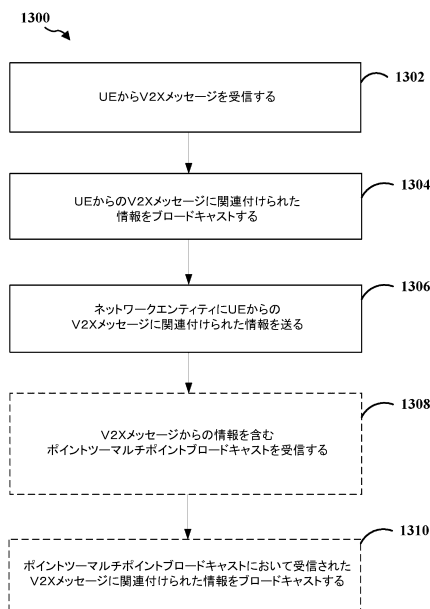 1300
UEからV2Xメッセージを受信する
1302
UEからのV2Xメッセージに関連付けられた
情報をブロードキャストする
1304
ネットワークエンティティにUEからの
V2Xメッセージに関連付けられた情報を送る
1306
V2Xメッセージからの情報を含む
ポイントツーマルチポイントブロードキャストを受信する
1308
ポイントツーマルチポイントブロードキャストにおいて受信された
V2Xメッセージに関連付けられた情報をブロードキャストする
1310